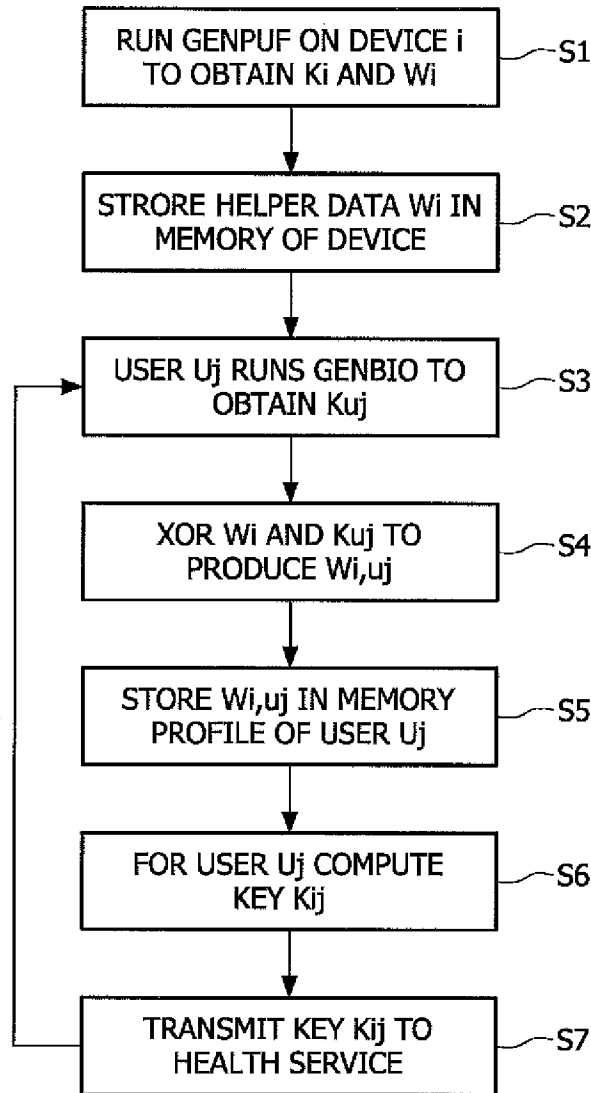 RUN GENPUF ON DEVICE i
TO OBTAIN Ki AND Wi
S1
STRORE HELPER DATA Wi IN
MEMORY OF DEVICE
S2
USER Uj RUNS GENBIO TO
OBTAIN Kuj
S3
XOR Wi AND Kuj TO
PRODUCE Wi,uj
S4
STORE Wi,uj IN MEMORY
PROFILE OF USER Uj
S5
FOR USER Uj COMPUTE
KEY Kij
S6
TRANSMIT KEY Kij TO
HEALTH SERVICE
S7